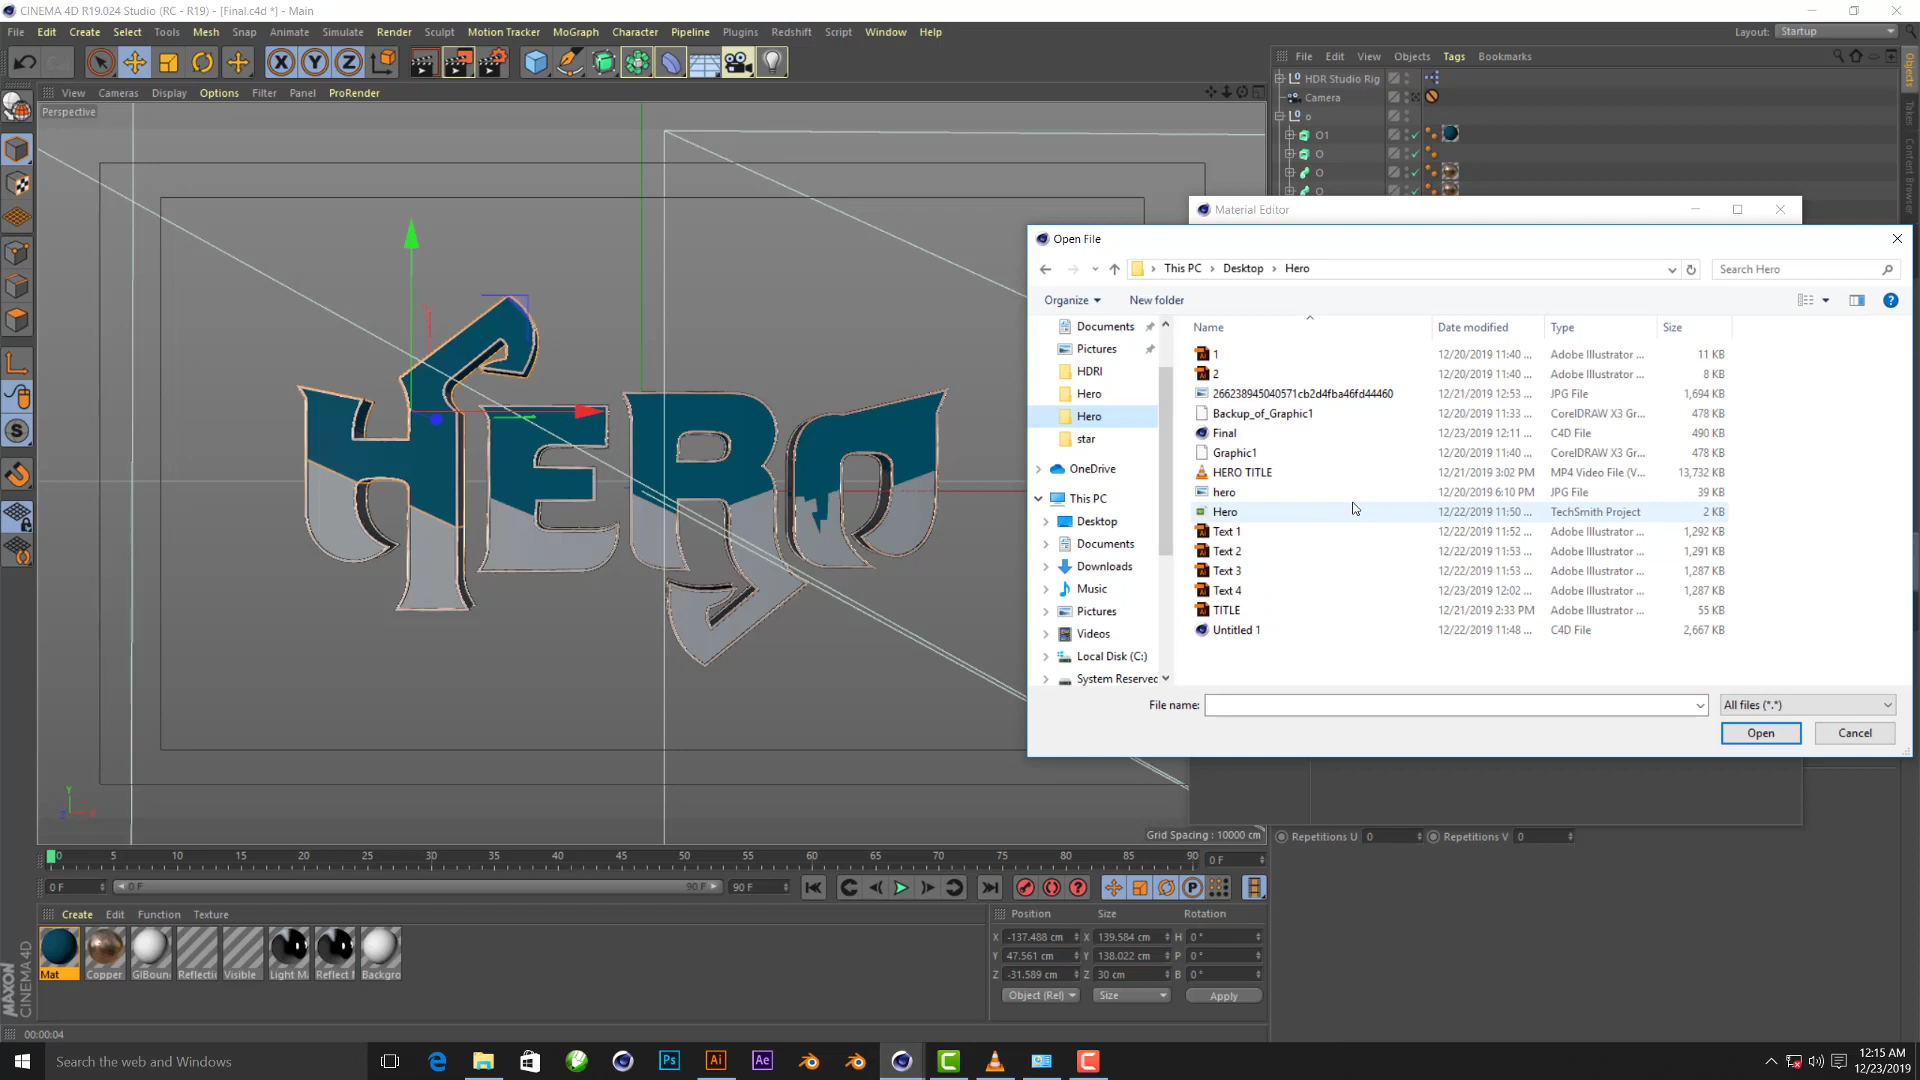 CINEMA 4D R19.024 Studio (RC - R19) - [Final.c4d *] - Main
File Edit Create Select Tools Mesh Snap Animate Simulate Render Sculpt Motion Tracker MoGraph Character Pipeline Plugins Redshift Script Window Help
Layout: Startup
File Edit View Objects Tags Bookmarks
Objects
Takes
Content Browser
View Cameras Display Options Filter Panel ProRender
Perspective
HDR Studio Rig
Camera
o
O1
O
O
O
Material Editor
Open File
This PC > Desktop > Hero
Search Hero
Organize New folder
Name Date modified Type Size
Documents
Pictures
HDRI
Hero
Hero
star
OneDrive
This PC
Desktop
Documents
Downloads
Music
Pictures
Videos
Local Disk (C:)
System Reserved
1 12/20/2019 11:40 ... Adobe Illustrator ... 11 KB
2 12/20/2019 11:40 ... Adobe Illustrator ... 8 KB
266238945040571cb2d4fba46fd44460 12/21/2019 12:53 ... JPG File 1,694 KB
Backup_of_Graphic1 12/20/2019 11:33 ... CorelDRAW X3 Gr... 478 KB
Final 12/23/2019 12:11 ... C4D File 490 KB
Graphic1 12/20/2019 11:40 ... CorelDRAW X3 Gr... 478 KB
HERO TITLE 12/21/2019 3:02 PM MP4 Video File (V... 13,732 KB
hero 12/20/2019 6:10 PM JPG File 39 KB
Hero 12/22/2019 11:50 ... TechSmith Project 2 KB
Text 1 12/22/2019 11:52 ... Adobe Illustrator ... 1,292 KB
Text 2 12/22/2019 11:53 ... Adobe Illustrator ... 1,291 KB
Text 3 12/22/2019 11:53 ... Adobe Illustrator ... 1,287 KB
Text 4 12/23/2019 12:02 ... Adobe Illustrator ... 1,287 KB
TITLE 12/21/2019 2:33 PM Adobe Illustrator ... 55 KB
Untitled 1 12/22/2019 11:48 ... C4D File 2,667 KB
File name: All files (*.*)
Open Cancel
HERO
Y
X
Z
Grid Spacing : 10000 cm
Repetitions U 0 Repetitions V 0
0 5 10 15 20 25 30 35 40 45 50 55 60 65 70 75 80 85 90 0 F
0 F 0 F 90 F 90 F
Create Edit Function Texture
Mat Copper GIBoun Reflecti Visible Light M Reflect Backgro
Position Size Rotation
X -137.488 cm X 139.584 cm H 0 °
Y 47.561 cm Y 138.022 cm P 0 °
Z -31.589 cm Z 30 cm B 0 °
Object (Rel) Size Apply
MAXON
CINEMA 4D
00:00:04
Search the web and Windows
Ps
Ai
Ae
12:15 AM
12/23/2019